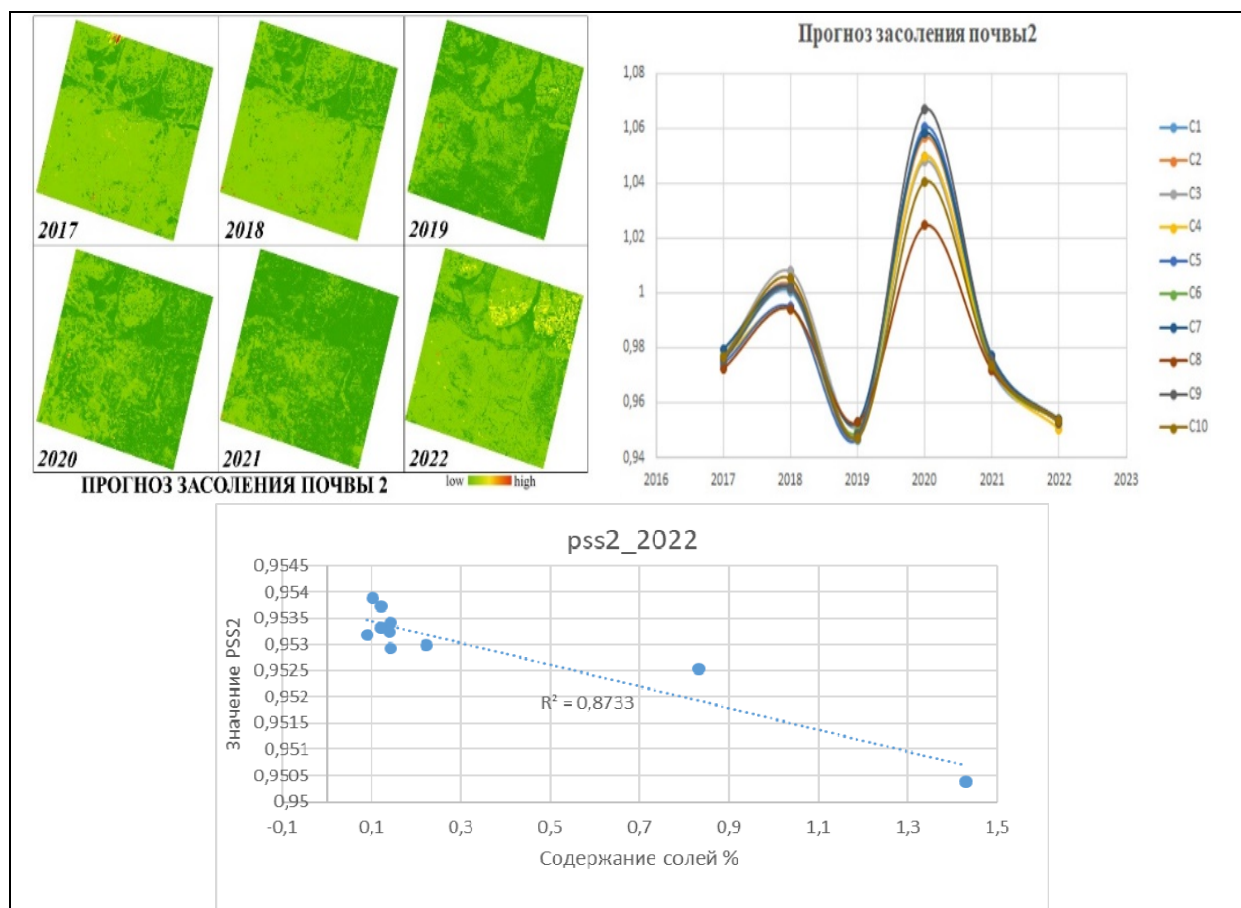 2017
2018
2019
2020
2021
2022
ПРОГНОЗ ЗАСОЛЕНИЯ ПОЧВЫ 2
low high
Прогноз засоления почвы2
1,08
1,06
1,04
1,02
1
0,98
0,96
0,94
2016 2017 2018 2019 2020 2021 2022 2023
C1
C2
C3
C4
C5
C6
C7
C8
C9
C10
pss2_2022
Значение PSS2
0,9545
0,954
0,9535
0,953
0,9525
0,952
0,9515
0,951
0,9505
0,95
R² = 0,8733
-0,1 0,1 0,3 0,5 0,7 0,9 1,1 1,3 1,5
Содержание солей %